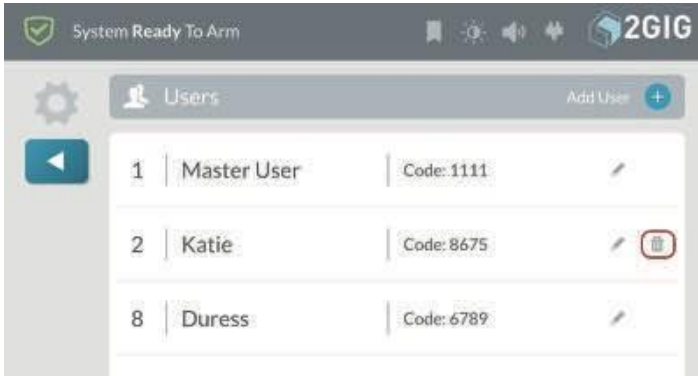 System Ready To Arm
2GIG
Users
Add User
1 Master User Code: 1111
2 Katie Code: 8675
8 Duress Code: 6789